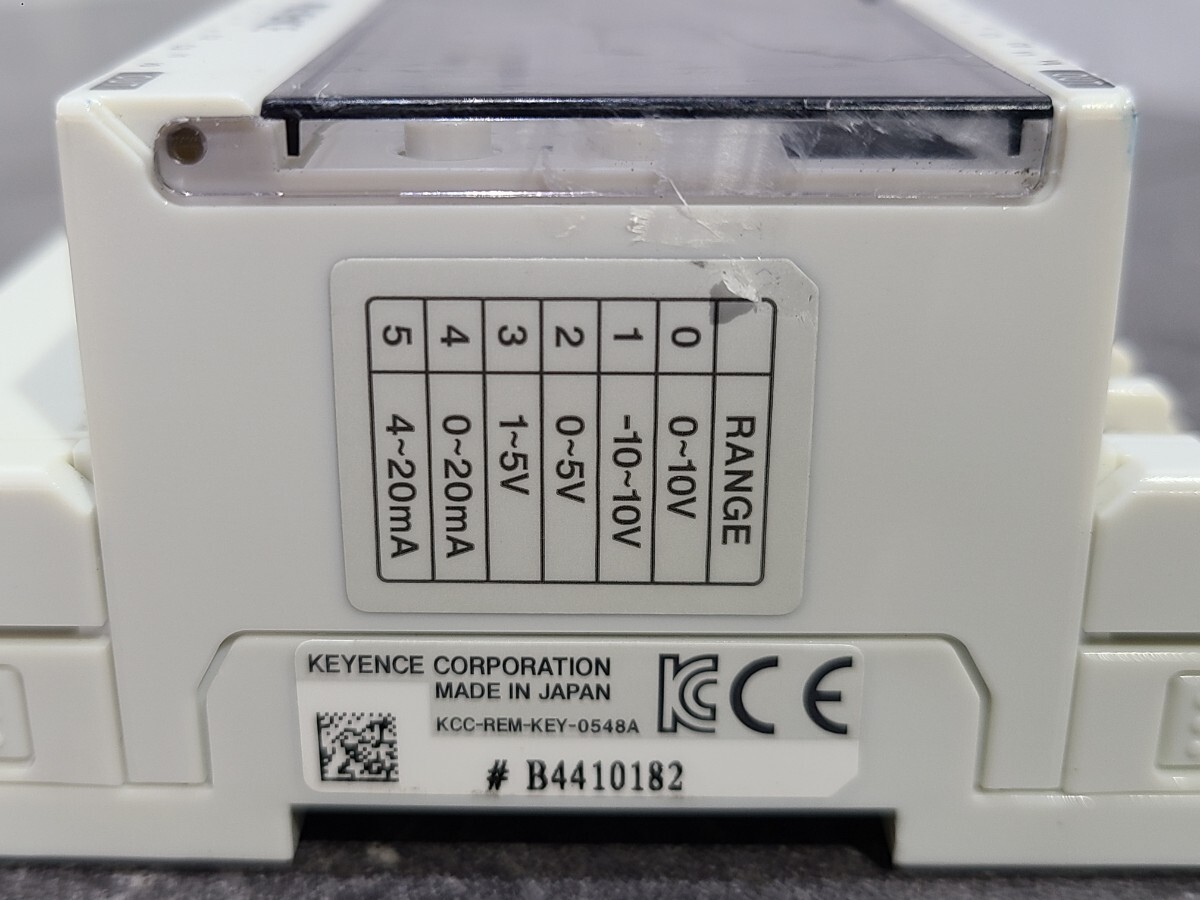 RANGE
0 0~10V
1 -10~10V
2 0~5V
3 1~5V
4 0~20mA
5 4~20mA
KEYENCE CORPORATION
MADE IN JAPAN
KCC-REM-KEY-0548A
# B4410182